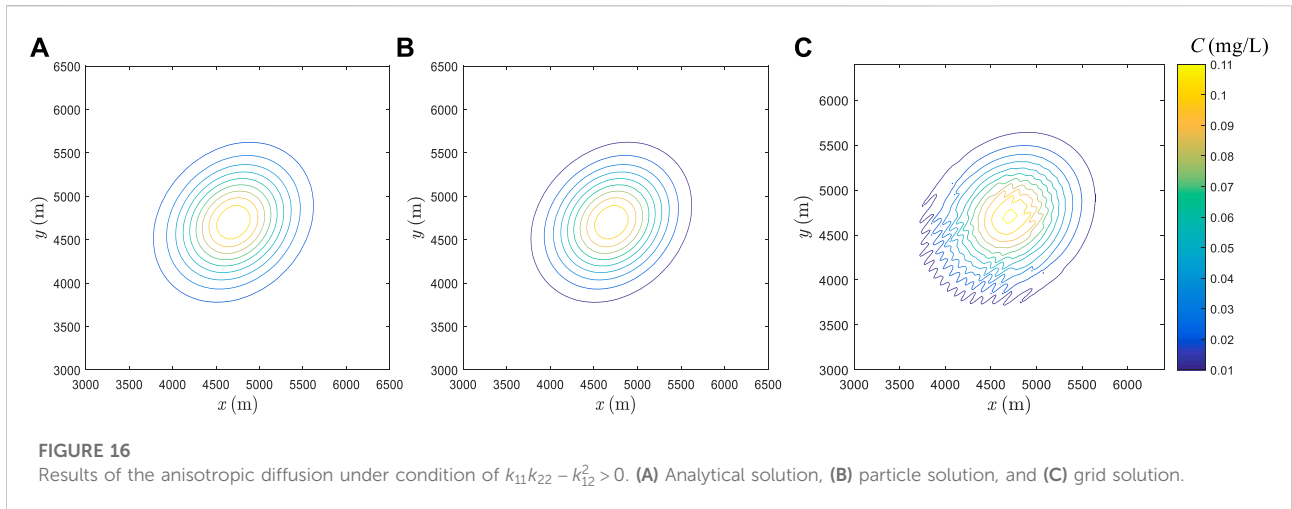 A
B
C
C (mg/L)
6500
6000
5500
5000
4500
4000
3500
3000
y (m)
3000 3500 4000 4500 5000 5500 6000 6500
x (m)
6500
6000
5500
5000
4500
4000
3500
3000
y (m)
3000 3500 4000 4500 5000 5500 6000 6500
x (m)
6000
5500
5000
4500
4000
3500
3000
y (m)
3000 3500 4000 4500 5000 5500 6000
x (m)
0.11
0.1
0.09
0.08
0.07
0.06
0.05
0.04
0.03
0.02
0.01
FIGURE 16
Results of the anisotropic diffusion under condition of k₁₁k₂₂ − k₁₂² > 0. (A) Analytical solution, (B) particle solution, and (C) grid solution.